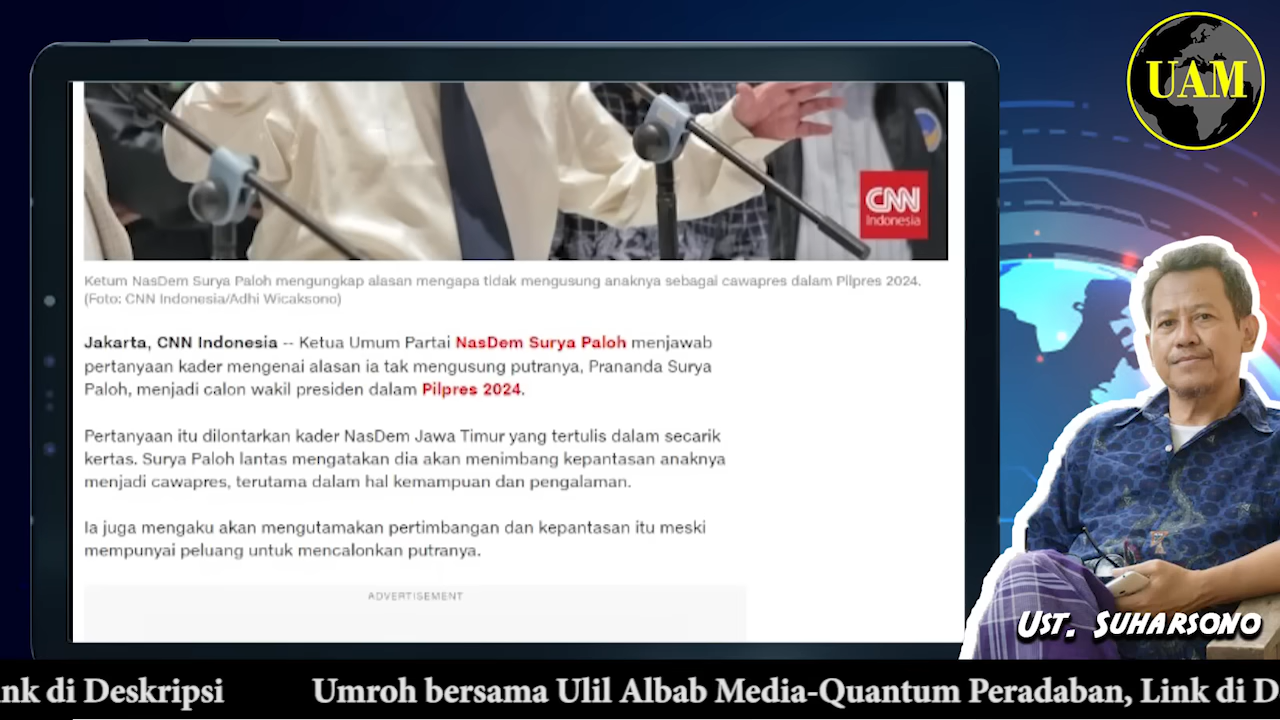 UAM
CNN
Indonesia
Ketum NasDem Surya Paloh mengungkap alasan mengapa tidak mengusung anaknya sebagai cawapres dalam Pilpres 2024.
(Foto: CNN Indonesia/Adhi Wicaksono)
Jakarta, CNN Indonesia -- Ketua Umum Partai NasDem Surya Paloh menjawab
pertanyaan kader mengenai alasan ia tak mengusung putranya, Prananda Surya
Paloh, menjadi calon wakil presiden dalam Pilpres 2024.
Pertanyaan itu dilontarkan kader NasDem Jawa Timur yang tertulis dalam secarik
kertas. Surya Paloh lantas mengatakan dia akan menimbang kepantasan anaknya
menjadi cawapres, terutama dalam hal kemampuan dan pengalaman.
Ia juga mengaku akan mengutamakan pertimbangan dan kepantasan itu meski
mempunyai peluang untuk mencalonkan putranya.
ADVERTISEMENT
UST. SUHARSONO
nk di Deskripsi Umroh bersama Ulil Albab Media-Quantum Peradaban, Link di D